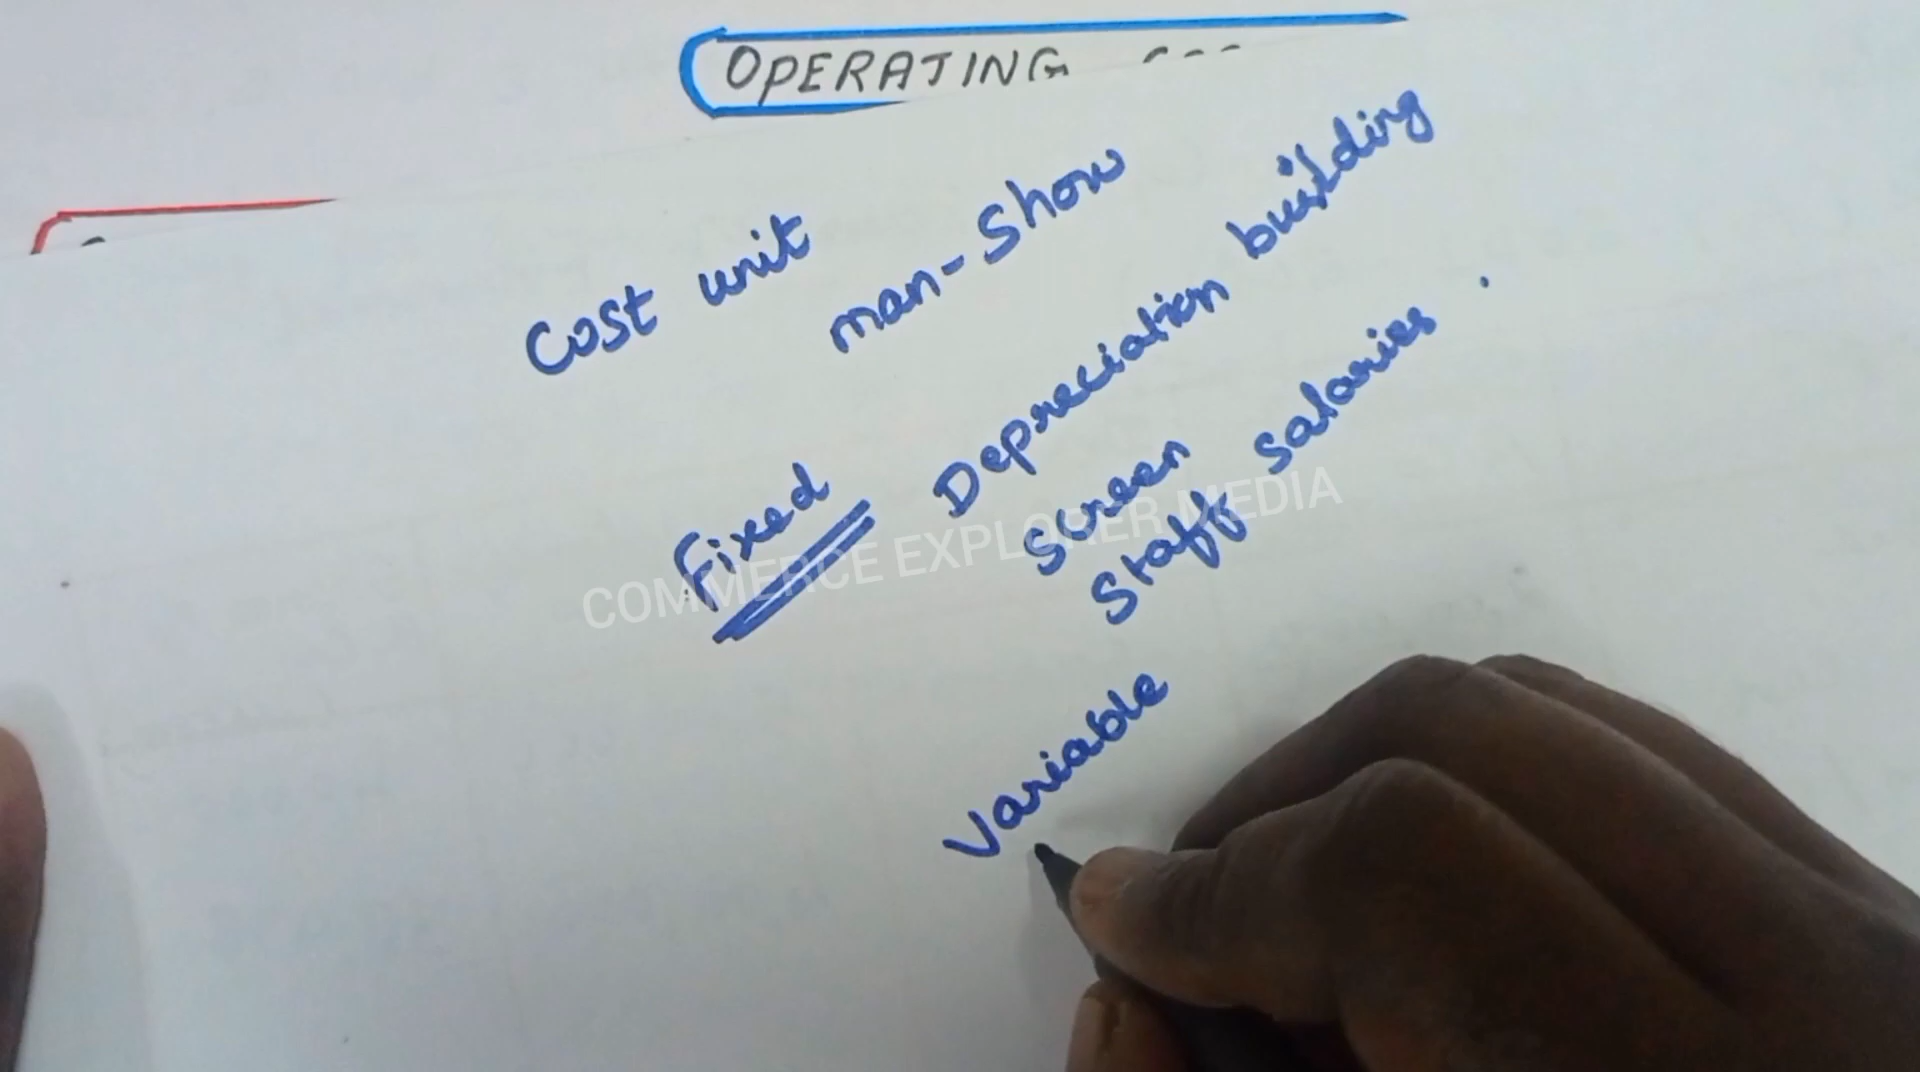 OPERATING ---
Cost unit
man-show
Fixed Depreciation building
Screen
Staff salaries.
Variable
COMMERCE EXPLORER MEDIA